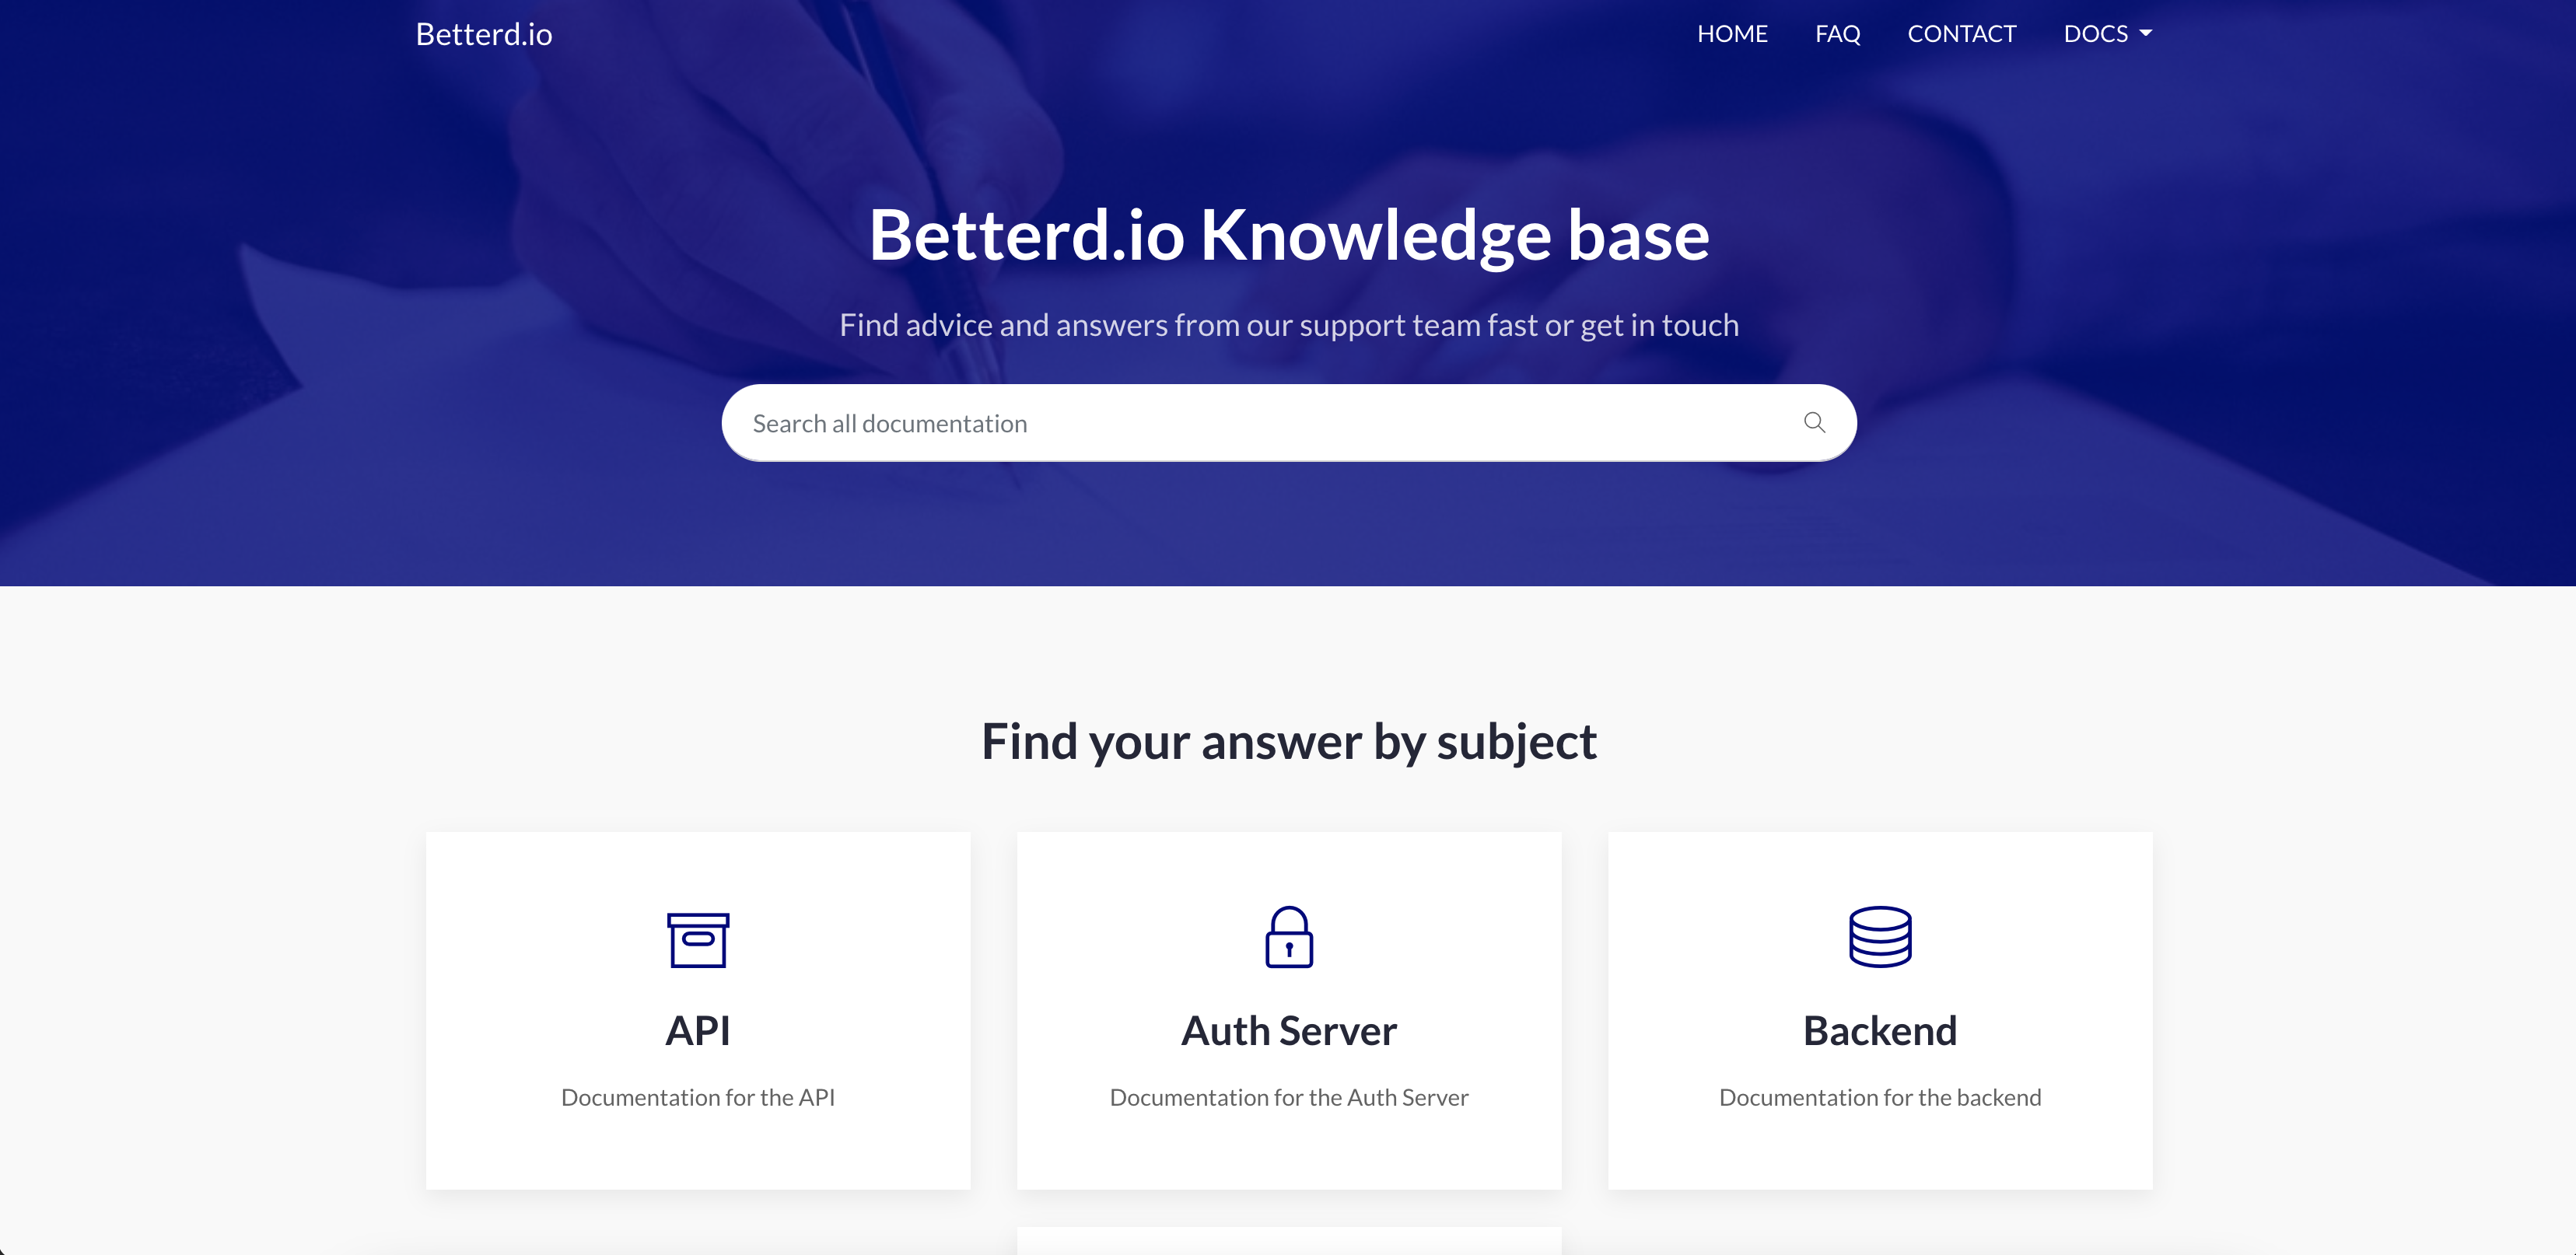 Betterd.io
HOME FAQ CONTACT DOCS
Betterd.io Knowledge base
Find advice and answers from our support team fast or get in touch
Search all documentation
Find your answer by subject
API
Documentation for the API
Auth Server
Documentation for the Auth Server
Backend
Documentation for the backend